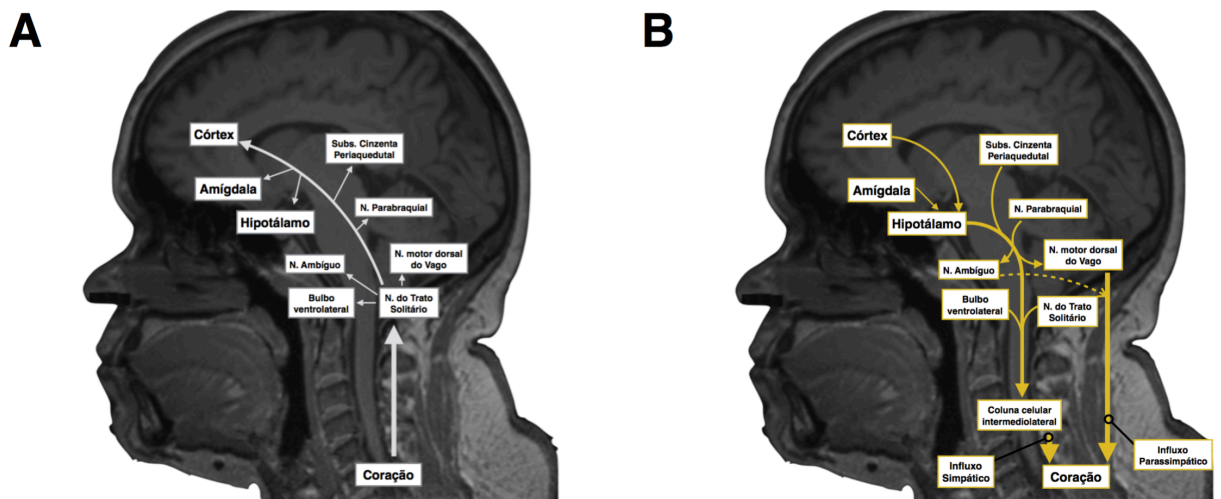 A
Córtex
Subs. Cinzenta
Periaquedutal
Amígdala
N. Parabraquial
Hipotálamo
N. motor dorsal
do Vago
N. Ambíguo
Bulbo
ventrolateral
N. do Trato
Solitário
Coração
B
Córtex
Subs. Cinzenta
Periaquedutal
Amígdala
N. Parabraquial
Hipotálamo
N. motor dorsal
do Vago
N. Ambíguo
Bulbo
ventrolateral
N. do Trato
Solitário
Coluna celular
intermediolateral
Influxo
Simpático
Coração
Influxo
Parassimpático